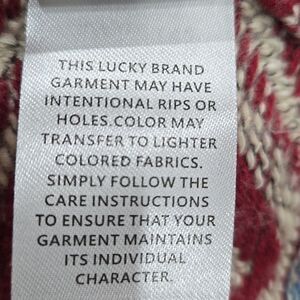 THIS LUCKY BRAND
GARMENT MAY HAVE
INTENTIONAL RIPS OR
HOLES.COLOR MAY
TRANSFER TO LIGHTER
COLORED FABRICS.
SIMPLY FOLLOW THE
CARE INSTRUCTIONS
TO ENSURE THAT YOUR
GARMENT MAINTAINS
ITS INDIVIDUAL
CHARACTER.